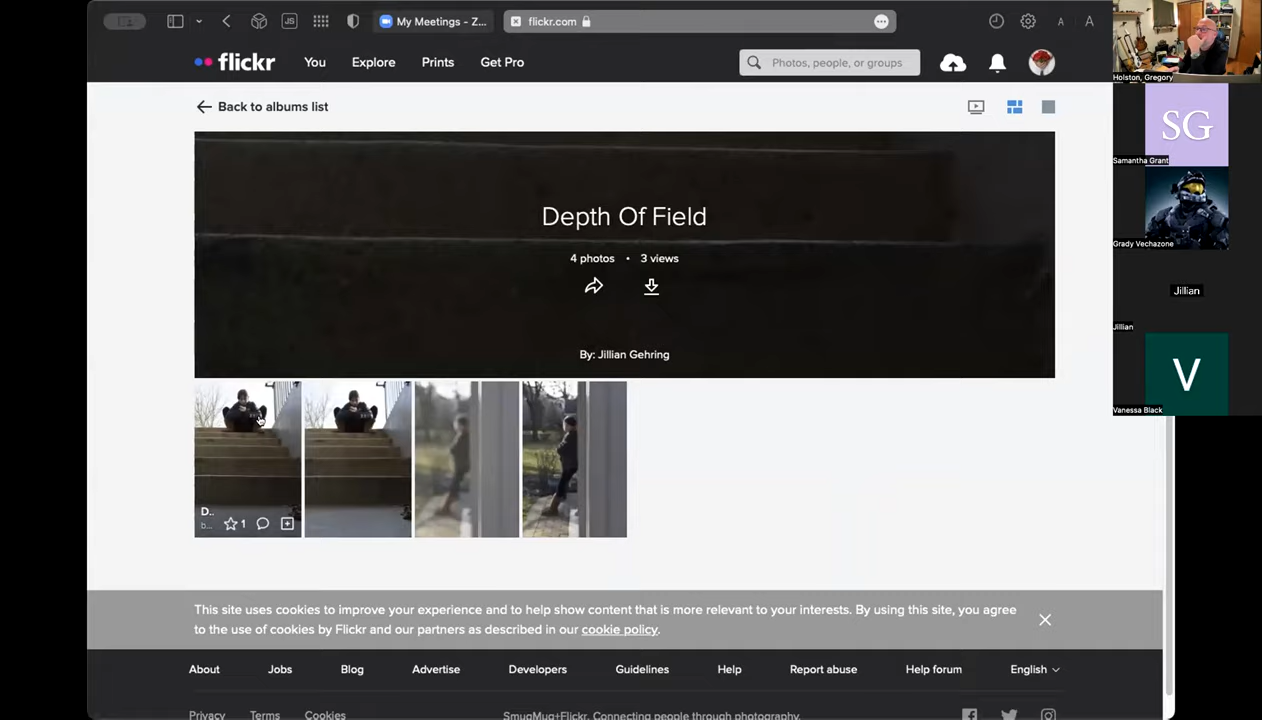 JS
My Meetings - Z...
flickr.com
A
A
flickr
You
Explore
Prints
Get Pro
Photos, people, or groups
Back to albums list
Depth Of Field
4 photos • 3 views
By: Jillian Gehring
D..
b...
1
This site uses cookies to improve your experience and to help show content that is more relevant to your interests. By using this site, you agree
to the use of cookies by Flickr and our partners as described in our cookie policy.
About
Jobs
Blog
Advertise
Developers
Guidelines
Help
Report abuse
Help forum
English
Privacy
Terms
Cookies
SmugMug+Flickr. Connecting people through photography.
Holston, Gregory
SG
Samantha Grant
Grady Vechazone
Jillian
Jillian
V
Vanessa Black